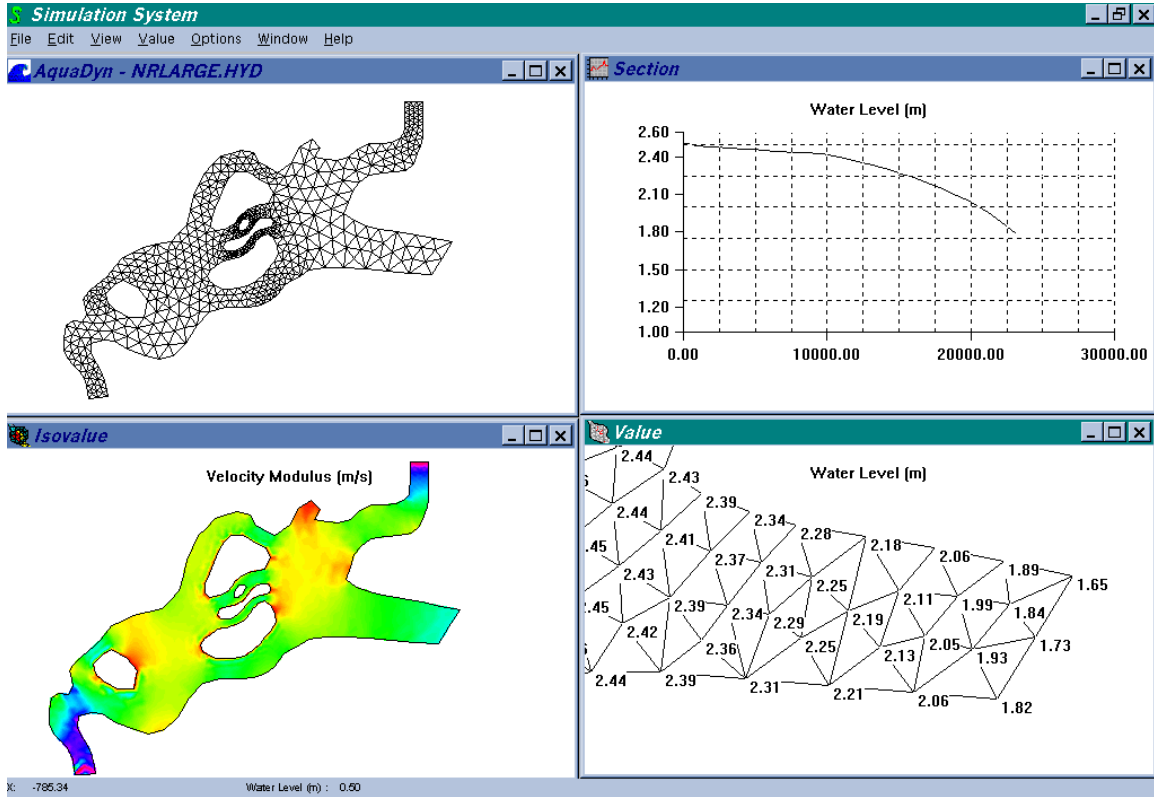 Simulation System
File Edit View Value Options Window Help
AquaDyn - NRLARGE.HYD
Section
Water Level (m)
2.60
2.40
2.10
1.80
1.50
1.20
1.00
0.00 10000.00 20000.00 30000.00
Isovalue
Velocity Modulus (m/s)
Value
Water Level (m)
2.44
2.43
2.39
2.44 2.34
2.28
2.41 2.18
.45 2.06
2.37
2.43 2.31 1.89
2.25 1.65
2.45 2.39 2.11 1.99
2.34 1.84
2.42 2.29 2.19
2.36 2.25 2.05 1.73
2.13 1.93
2.44 2.39
2.31
2.21 2.06
1.82
X: -785.34 Water Level (m) : 0.50